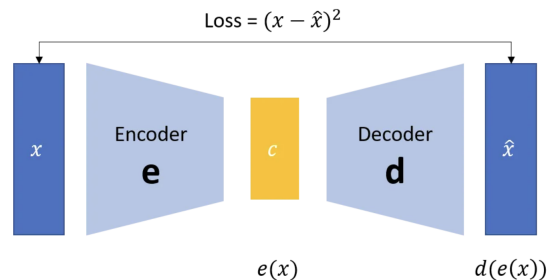 Loss = (x − x̂)²
x
Encoder
e
c
Decoder
d
x̂
e(x)
d(e(x))